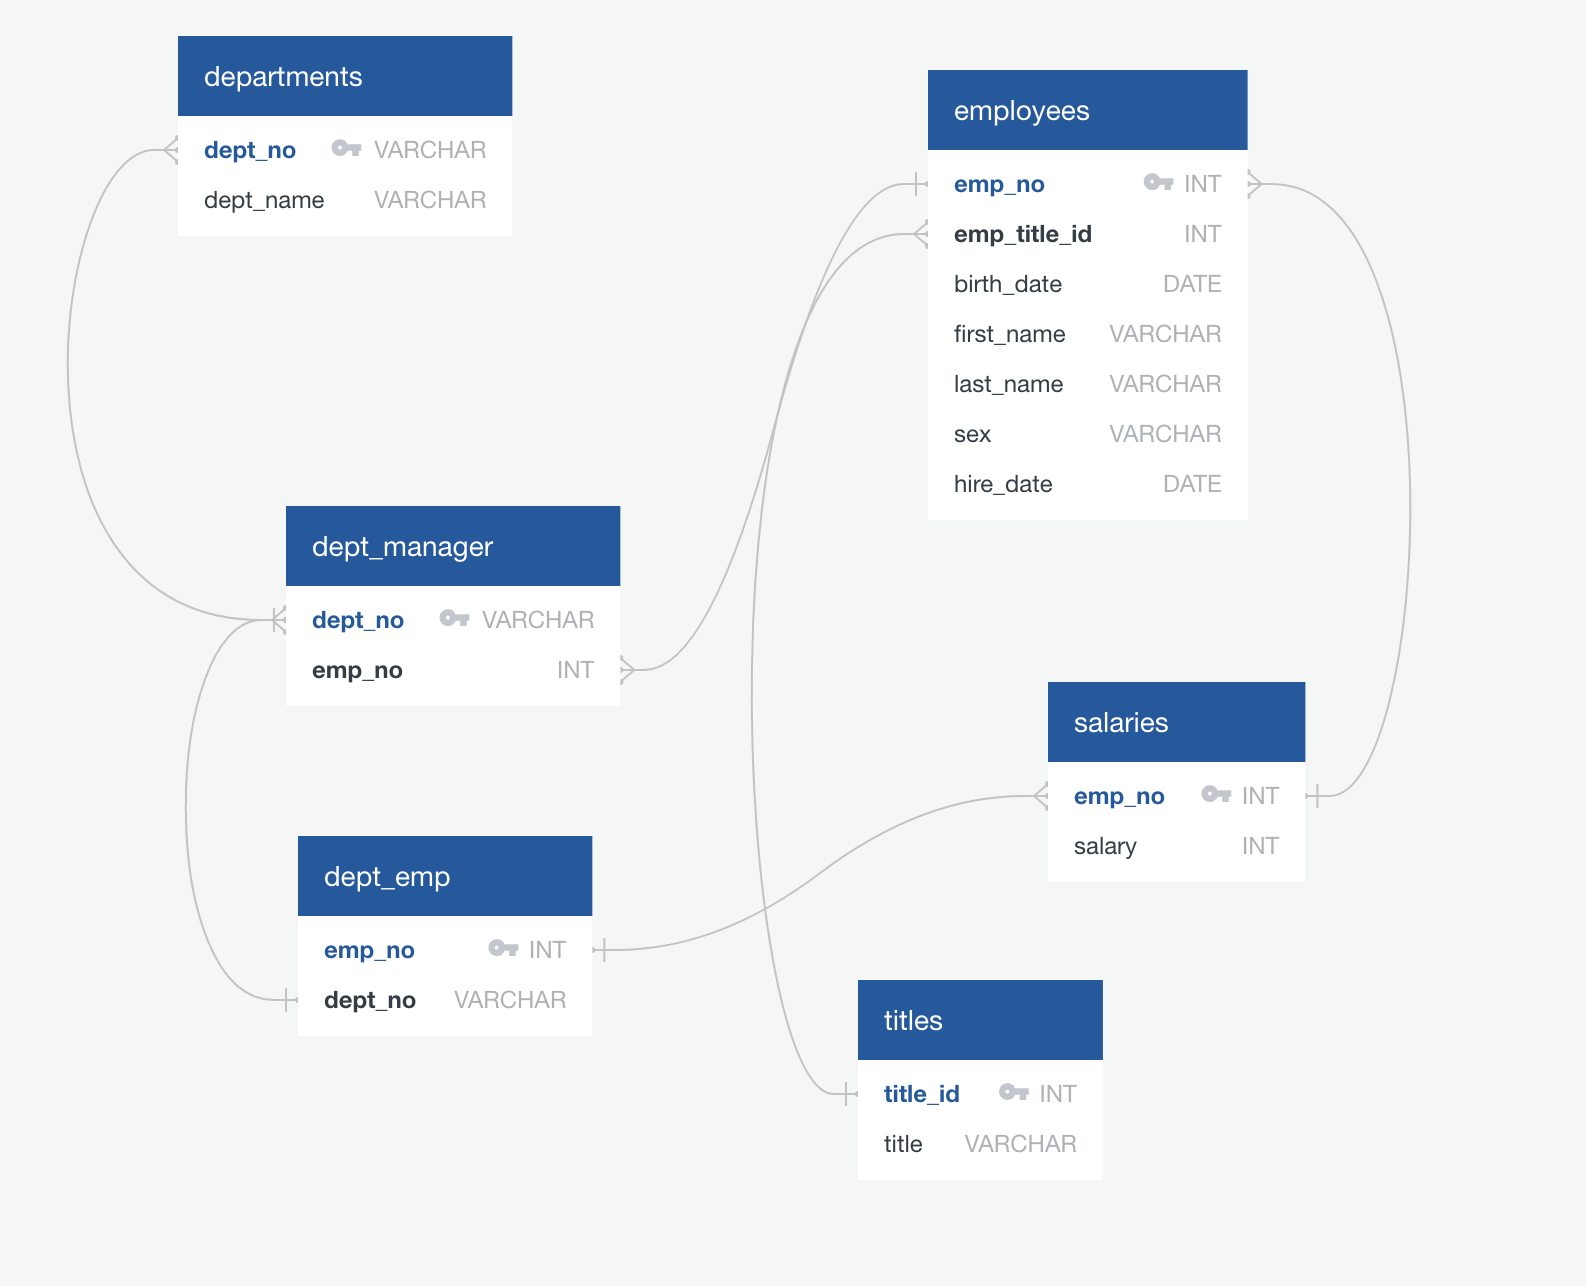 departments
dept_no VARCHAR
dept_name VARCHAR
employees
emp_no INT
emp_title_id INT
birth_date DATE
first_name VARCHAR
last_name VARCHAR
sex VARCHAR
hire_date DATE
dept_manager
dept_no VARCHAR
emp_no INT
salaries
emp_no INT
salary INT
dept_emp
emp_no INT
dept_no VARCHAR
titles
title_id INT
title VARCHAR